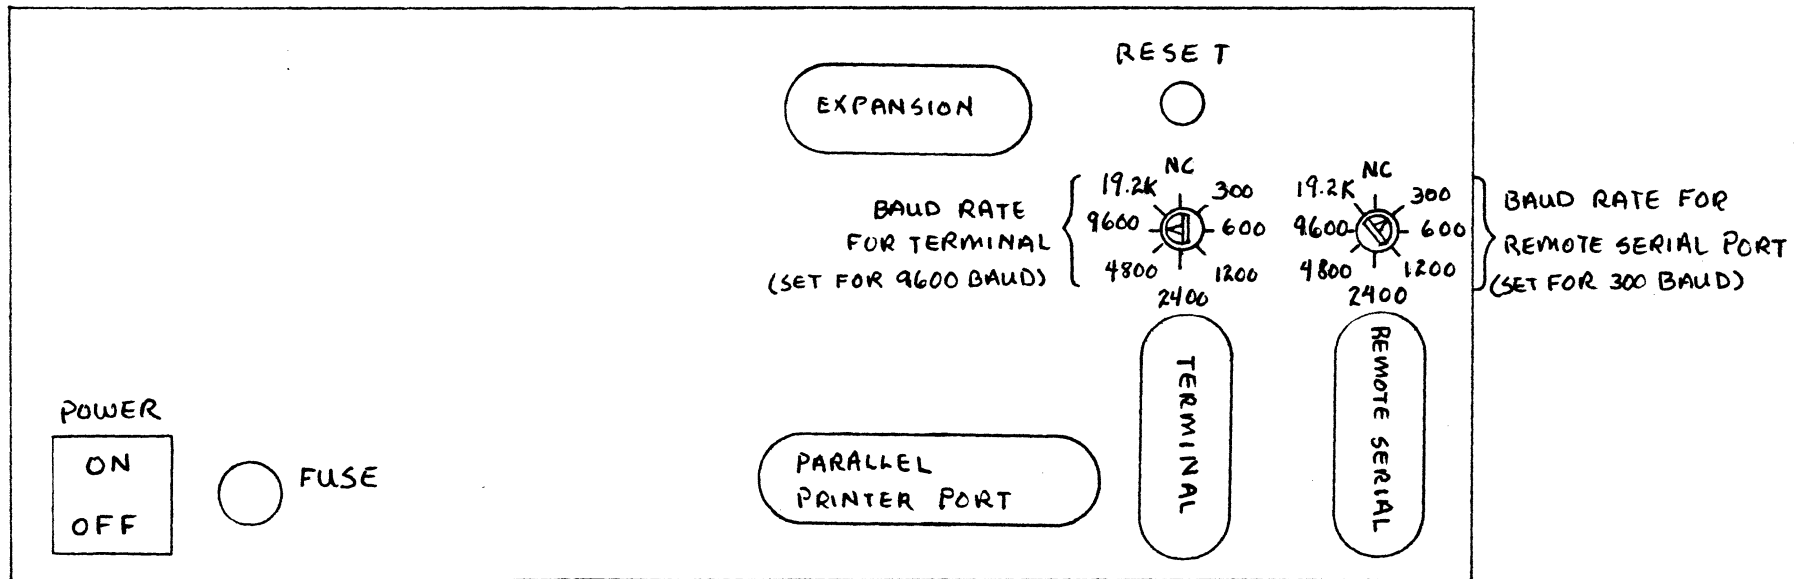 RESET
EXPANSION
NC
19.2K
300
9600
600
4800
1200
2400
BAUD RATE
FOR TERMINAL
(SET FOR 9600 BAUD)
NC
19.2K
300
9600
600
4800
1200
2400
BAUD RATE FOR
REMOTE SERIAL PORT
(SET FOR 300 BAUD)
TERMINAL
REMOTE SERIAL
POWER
ON
OFF
FUSE
PARALLEL
PRINTER PORT